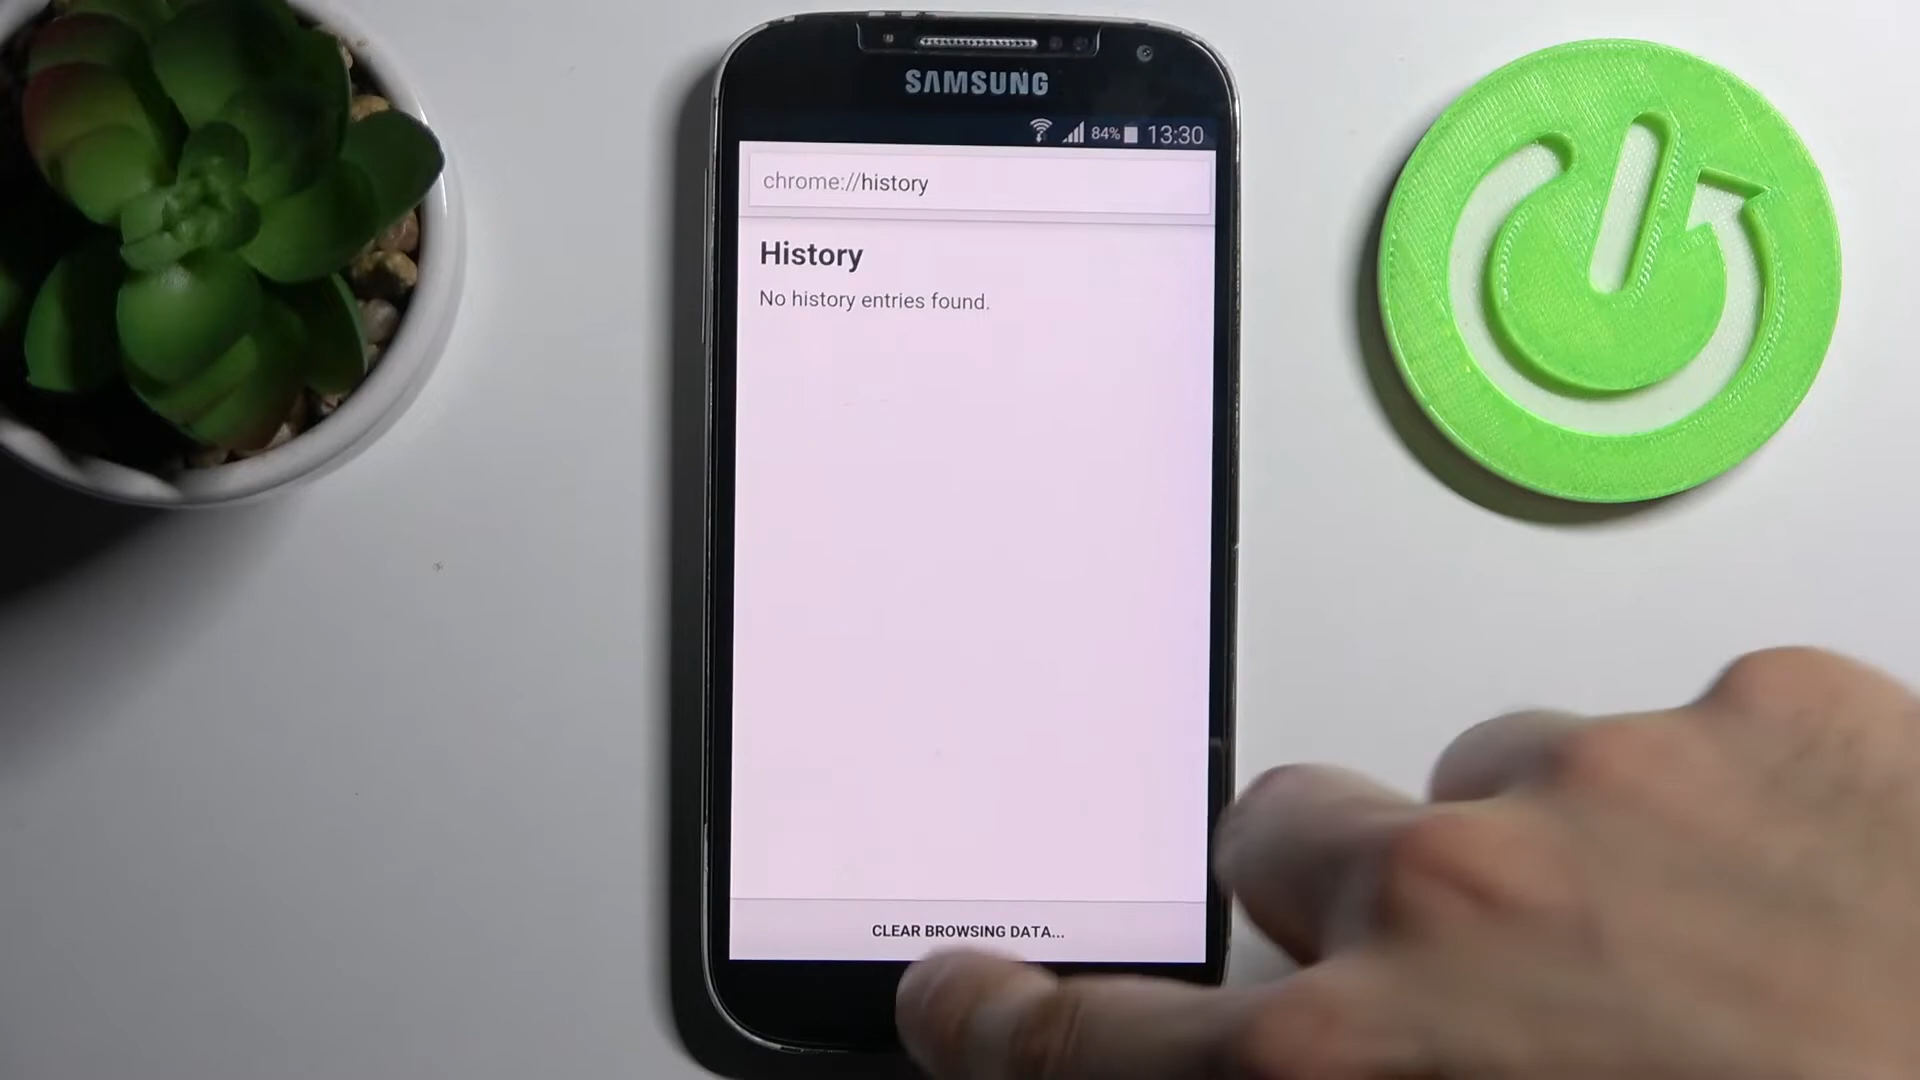 SAMSUNG
84% 13:30
chrome://history
History
No history entries found.
CLEAR BROWSING DATA...